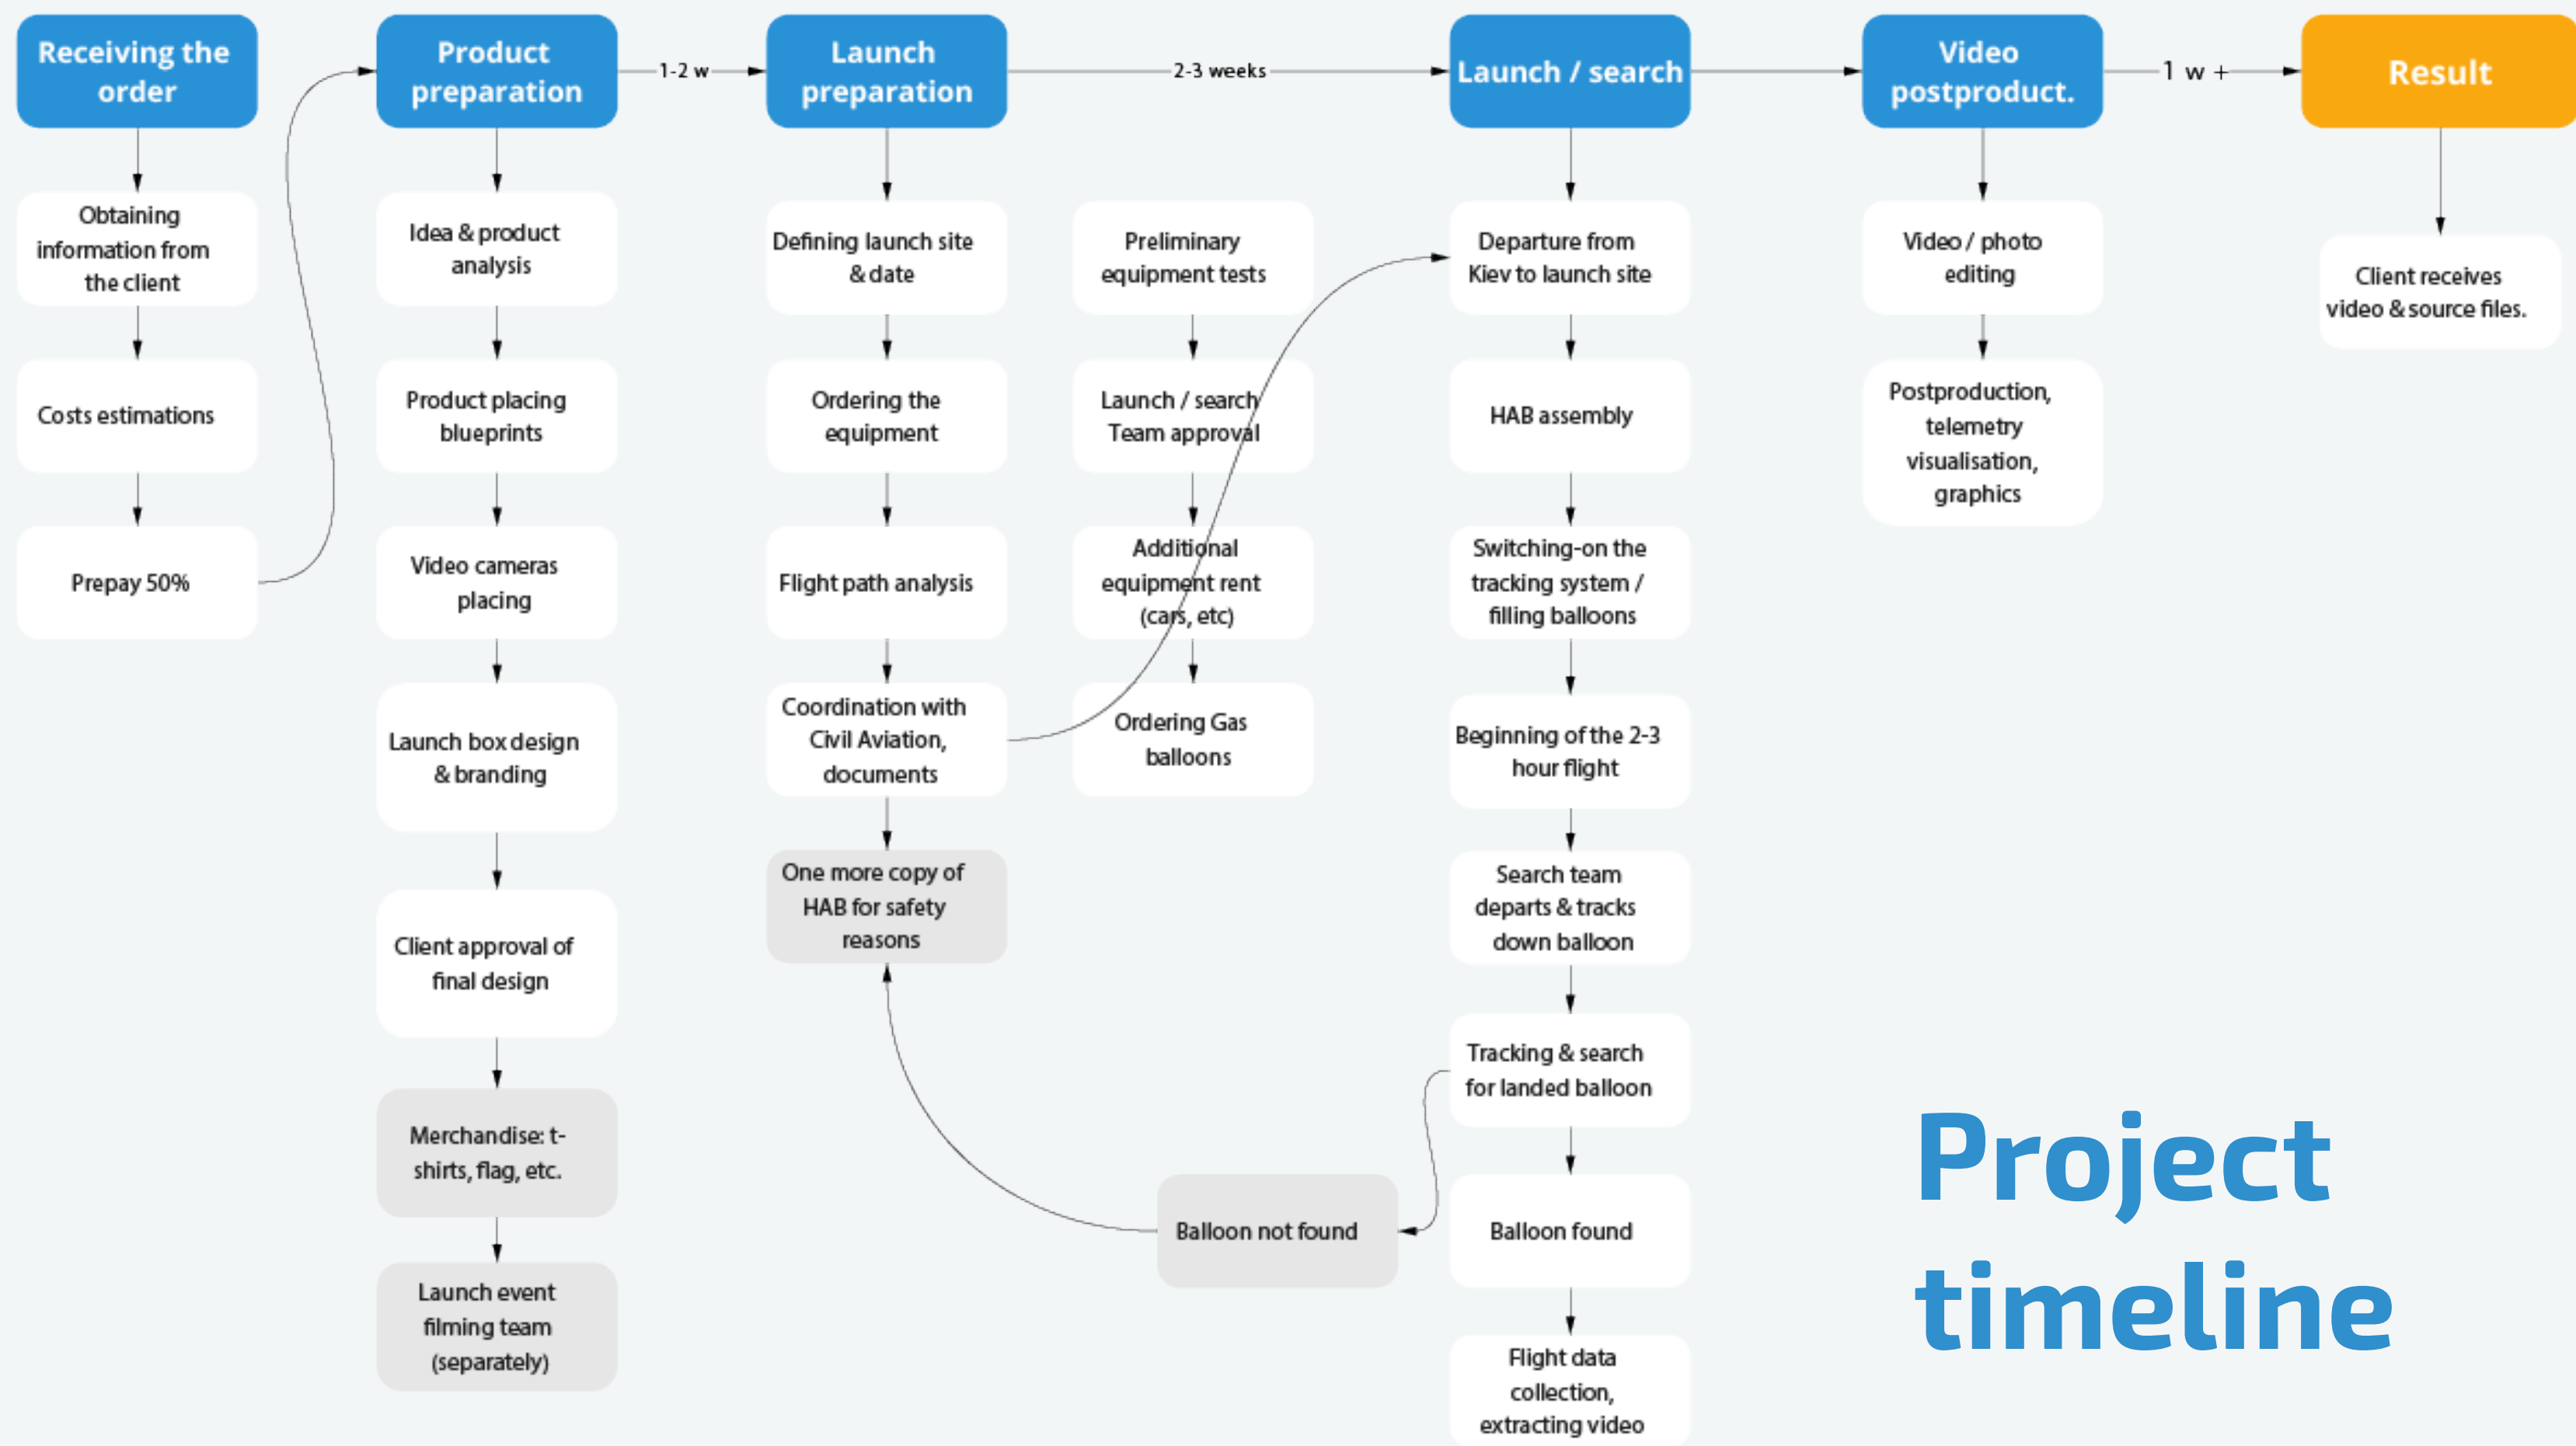 Receiving the
order
Obtaining
information from
the client
Costs estimations
Prepay 50%
Product
preparation
Idea & product
analysis
Product placing
blueprints
Video cameras
placing
Launch box design
& branding
Client approval of
final design
Merchandise: t-
shirts, flag, etc.
Launch event
filming team
(separately)
1-2 w
Launch
preparation
Defining launch site
& date
Ordering the
equipment
Flight path analysis
Coordination with
Civil Aviation,
documents
One more copy of
HAB for safety
reasons
2-3 weeks
Preliminary
equipment tests
Launch / search
Team approval
Additional
equipment rent
(cars, etc)
Ordering Gas
balloons
Launch / search
Departure from
Kiev to launch site
HAB assembly
Switching-on the
tracking system /
filling balloons
Beginning of the 2-3
hour flight
Search team
departs & tracks
down balloon
Tracking & search
for landed balloon
Balloon not found
Balloon found
Flight data
collection,
extracting video
Video
postproduct.
Video / photo
editing
Postproduction,
telemetry
visualisation,
graphics
1 w +
Result
Client receives
video & source files.
Project
timeline